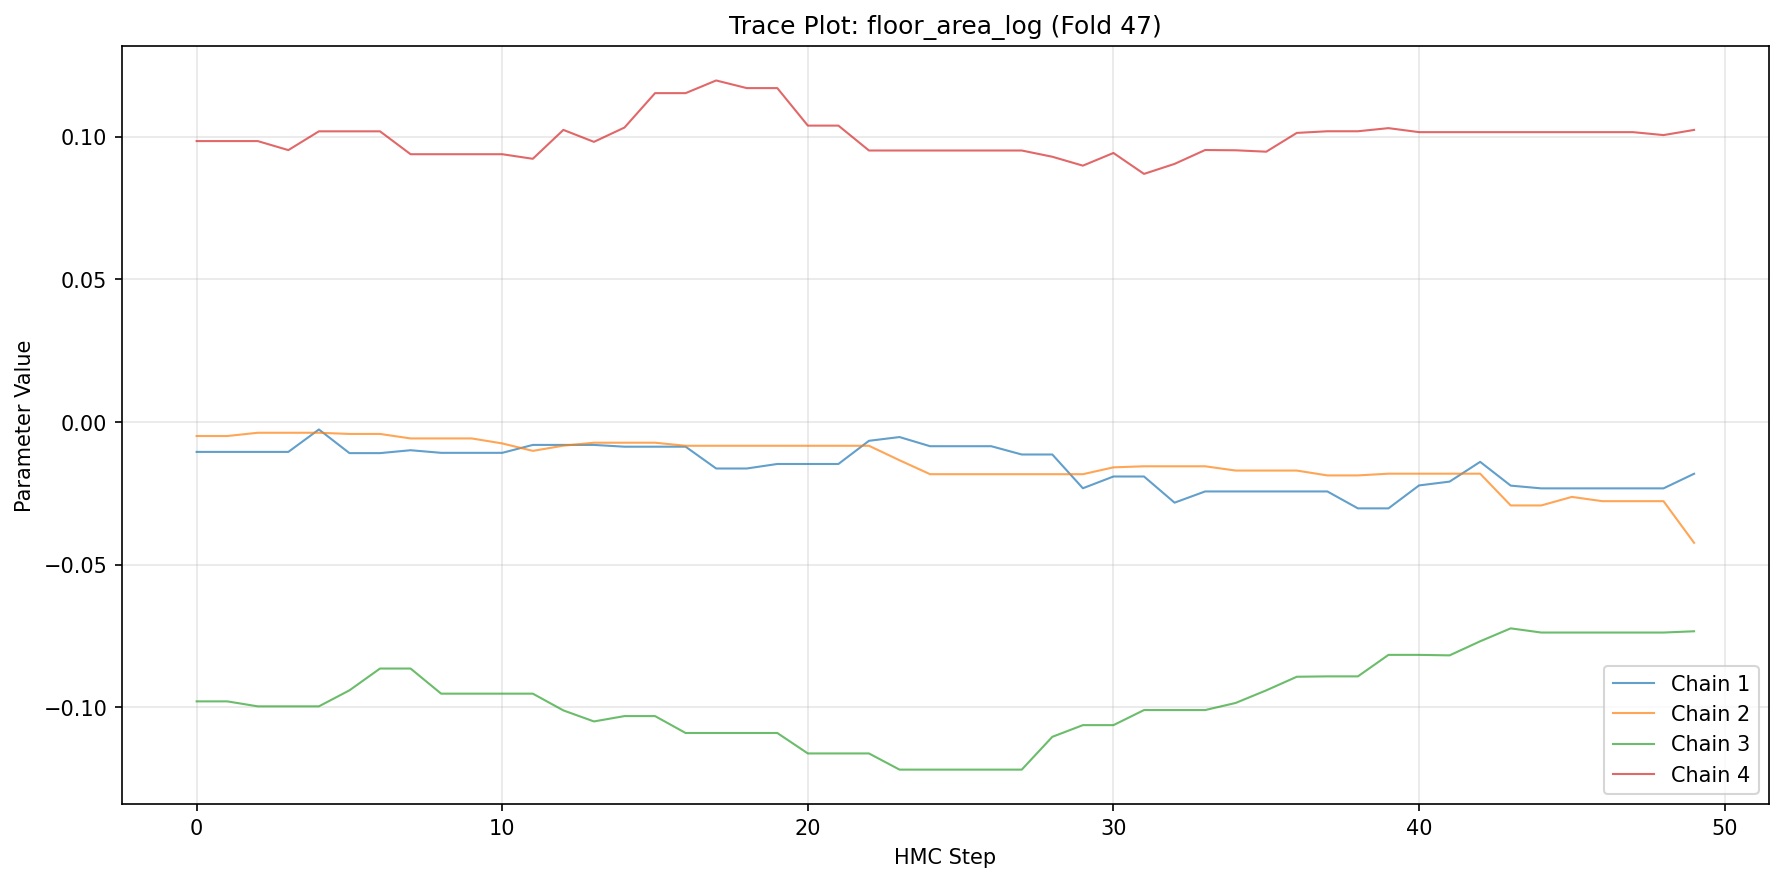 Trace Plot: floor_area_log (Fold 47)
Parameter Value
0.10
0.05
0.00
−0.05
−0.10
0 10 20 30 40 50
HMC Step
Chain 1
Chain 2
Chain 3
Chain 4